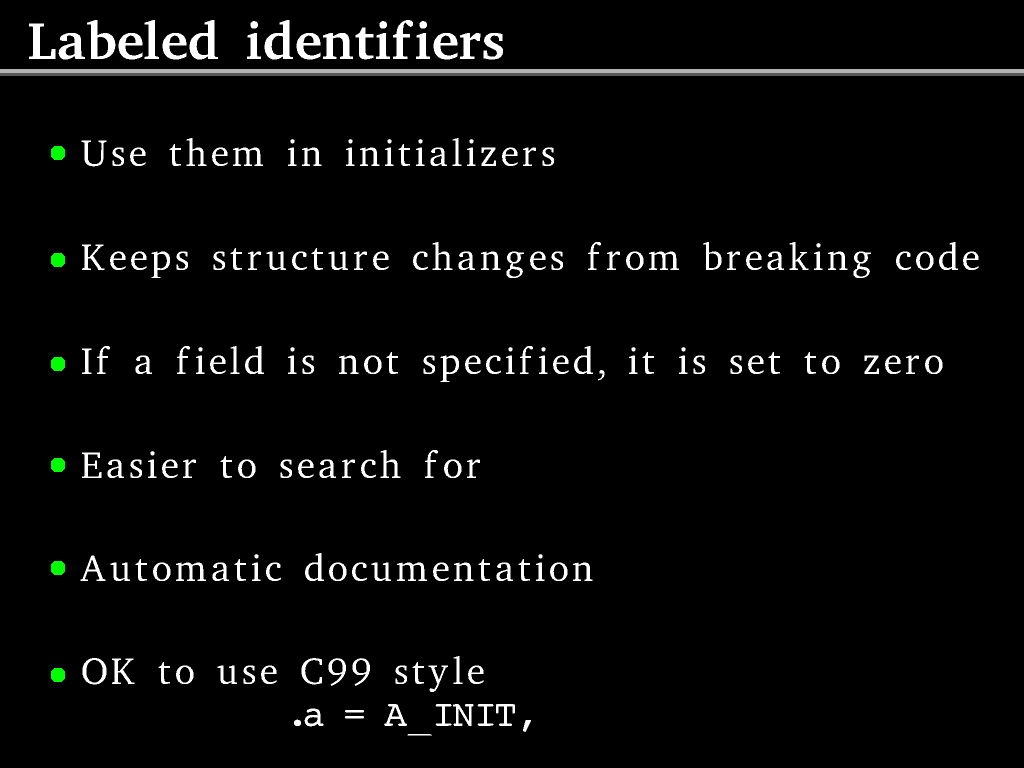 Labeled identifiers
Use them in initializers
Keeps structure changes from breaking code
If a field is not specified, it is set to zero
Easier to search for
Automatic documentation
OK to use C99 style
.a = A_INIT,